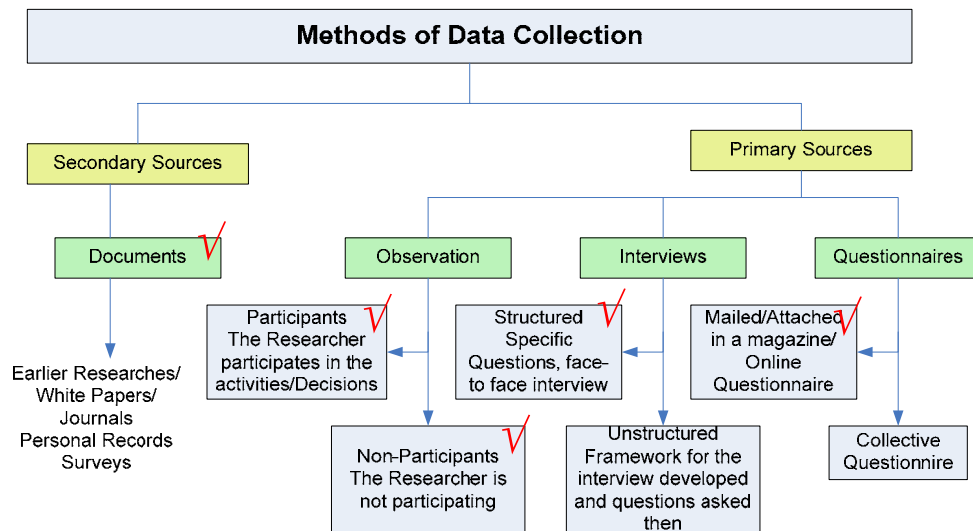 Methods of Data Collection
Secondary Sources
Primary Sources
Documents
Observation
Interviews
Questionnaires
Earlier Researches/
White Papers/
Journals
Personal Records
Surveys
Participants
The Researcher
participates in the
activities/Decisions
Non-Participants
The Researcher is
not participating
Structured
Specific
Questions, face-
to face interview
Unstructured
Framework for the
interview developed
and questions asked
then
Mailed/Attached
in a magazine/
Online
Questionnaire
Collective
Questionnire